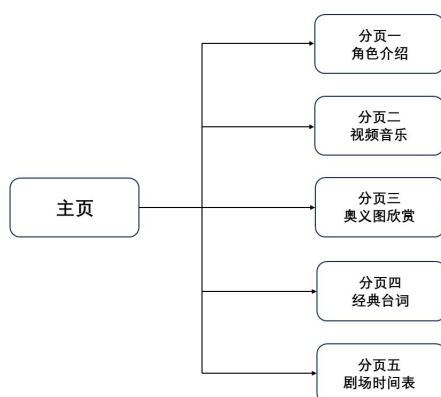 分页一
角色介绍
分页二
视频音乐
主页
分页三
奥义图欣赏
分页四
经典台词
分页五
剧场时间表